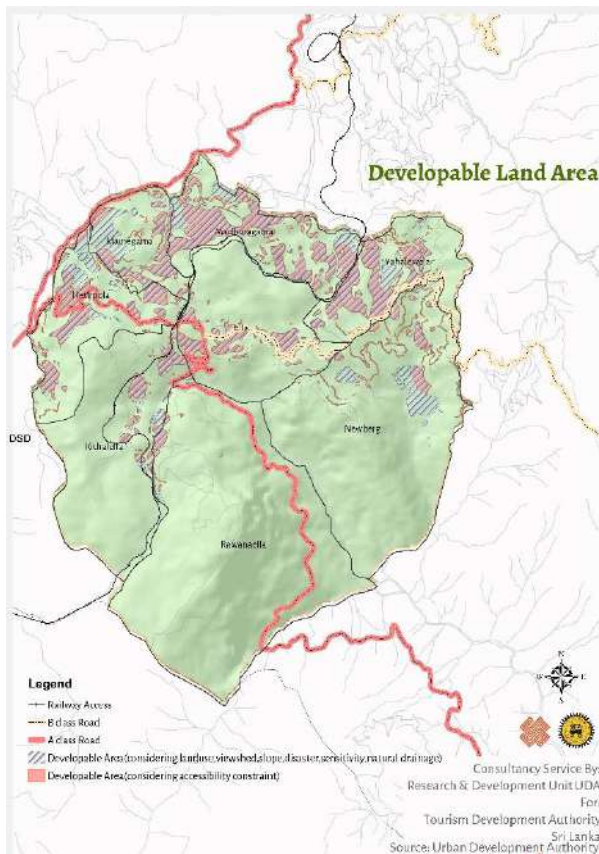 Developable Land Area
Newberg
DSD
Kithalella
Rawanaella
Legend
Railway Access
B class Road
A class Road
Developable Area(considering landuse,viewshed,slope,disaster,sensitivity,natural drainage)
Developable Area(considering accessibility constraint)
N
E
S
W
Consultancy Service By:
Research & Development Unit UDA
For:
Tourism Development Authority
Sri Lanka
Source: Urban Development Authority